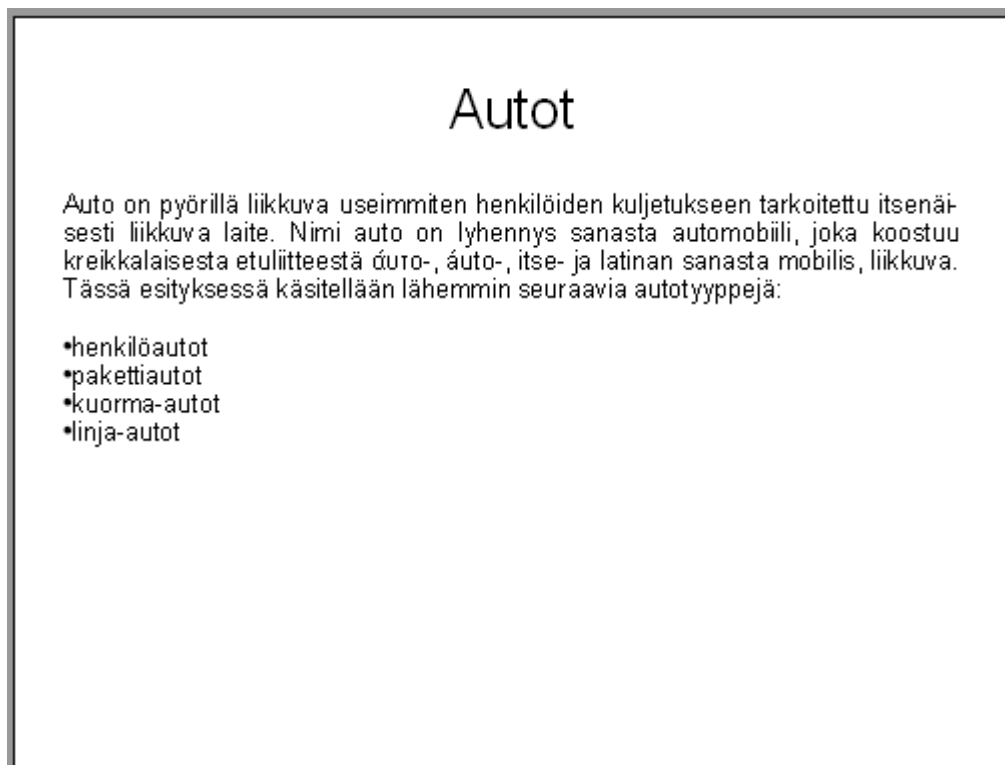 Autot
Auto on pyörillä liikkuva useimmiten henkilöiden kuljetukseen tarkoitettu itsenäi-
sesti liikkuva laite. Nimi auto on lyhennys sanasta automobiili, joka koostuu
kreikkalaisesta etuliitteestä άυτο-, áuto-, itse- ja latinan sanasta mobilis, liikkuva.
Tässä esityksessä käsitellään lähemmin seuraavia autotyyppejä:
•henkilöautot
•pakettiautot
•kuorma-autot
•linja-autot